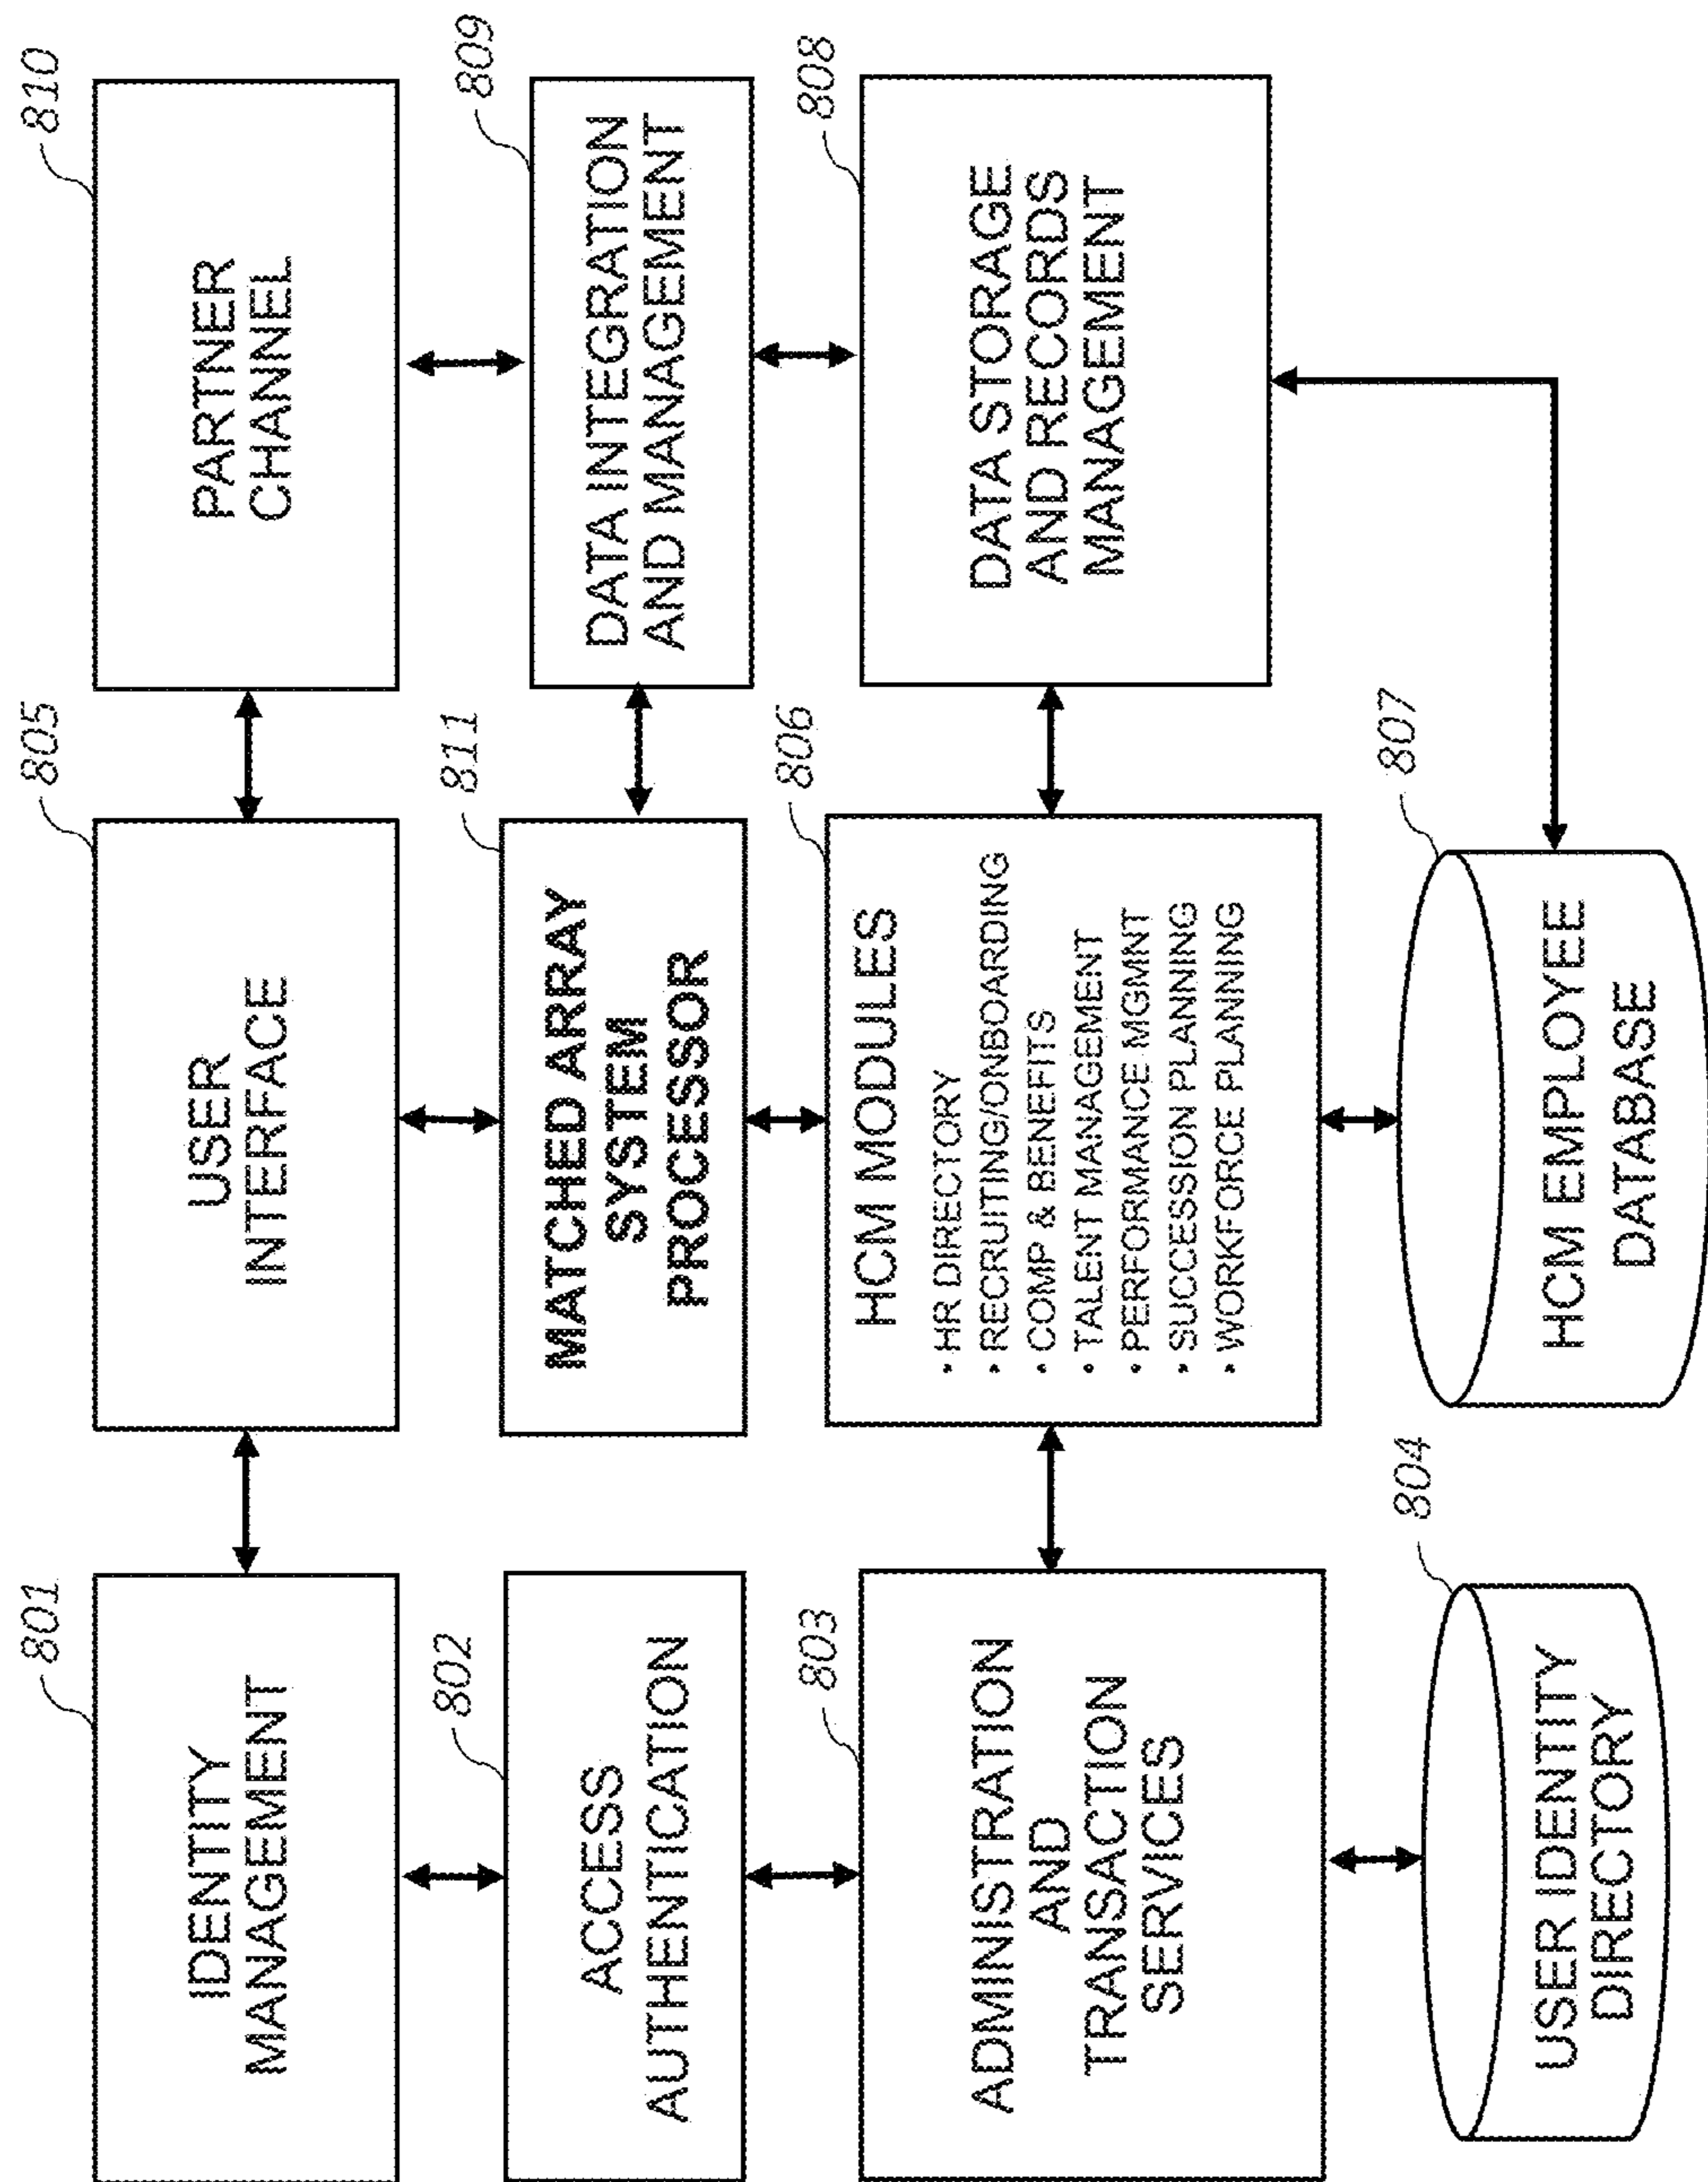 801
IDENTITY
MANAGEMENT
805
USER
INTERFACE
810
PARTNER
CHANNEL
802
ACCESS
AUTHENTICATION
811
MATCHED ARRAY
SYSTEM
PROCESSOR
809
DATA INTEGRATION
AND MANAGEMENT
803
ADMINISTRATION
AND
TRANSACTION
SERVICES
806
HCM MODULES
• HR DIRECTORY
• RECRUITING/ONBOARDING
• COMP & BENEFITS
• TALENT MANAGEMENT
• PERFORMANCE MGMNT
• SUCCESSION PLANNING
• WORKFORCE PLANNING
808
DATA STORAGE
AND RECORDS
MANAGEMENT
804
USER IDENTITY
DIRECTORY
807
HCM EMPLOYEE
DATABASE